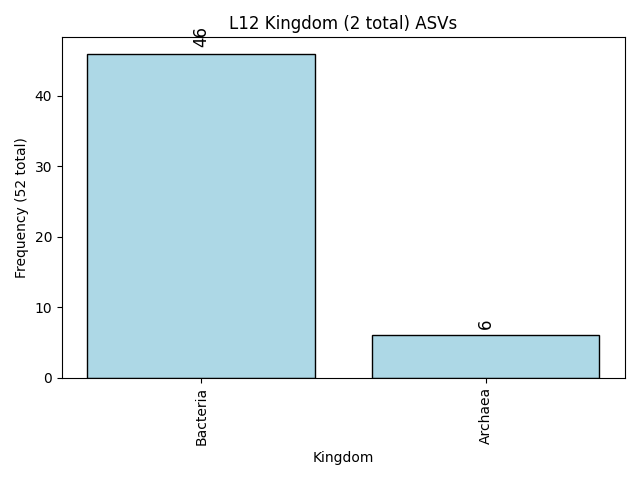 L12 Kingdom (2 total) ASVs
46
40
30
20
10
0
6
Frequency (52 total)
Bacteria
Archaea
Kingdom